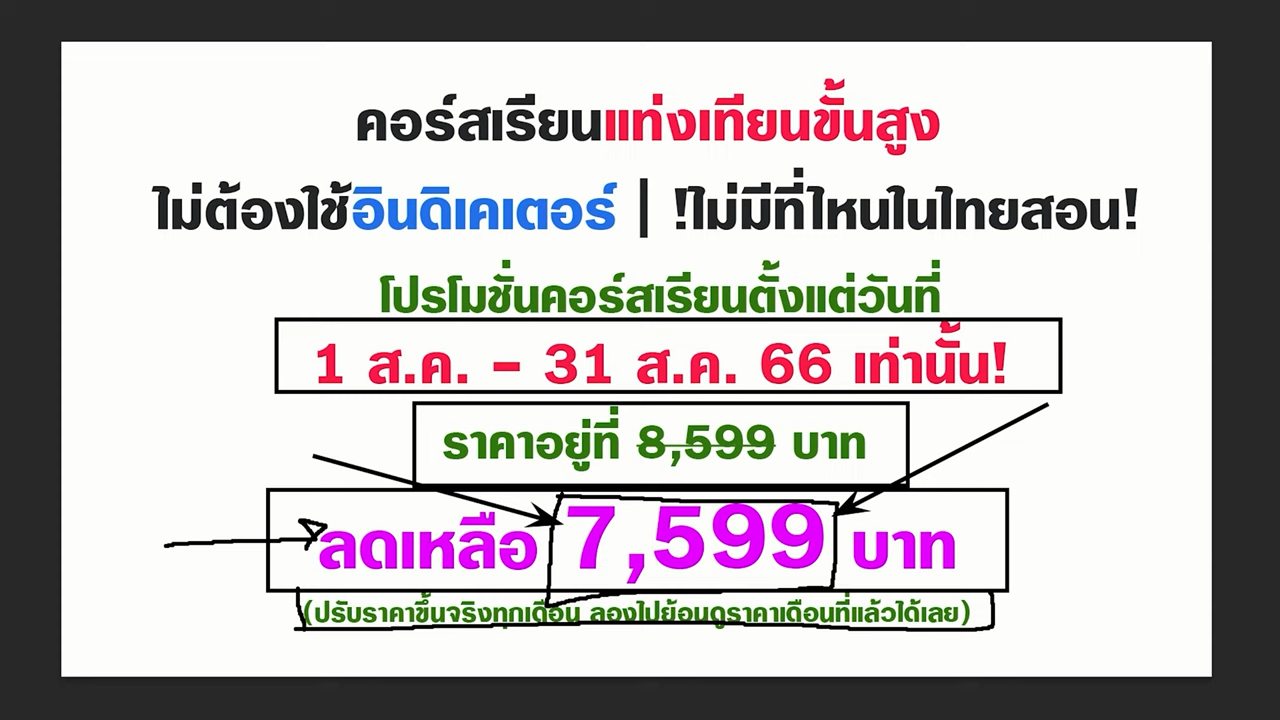 คอร์สเรียนแท่งเทียนขั้นสูง
ไม่ต้องใช้อินดิเคเตอร์ | !ไม่มีที่ไหนในไทยสอน!
โปรโมชั่นคอร์สเรียนตั้งแต่วันที่
1 ส.ค. - 31 ส.ค. 66 เท่านั้น!
ราคาอยู่ที่ 8,599 บาท
ลดเหลือ 7,599 บาท
(ปรับราคาขึ้นจริงทุกเดือน ลองไปย้อนดูราคาเดือนที่แล้วได้เลย)